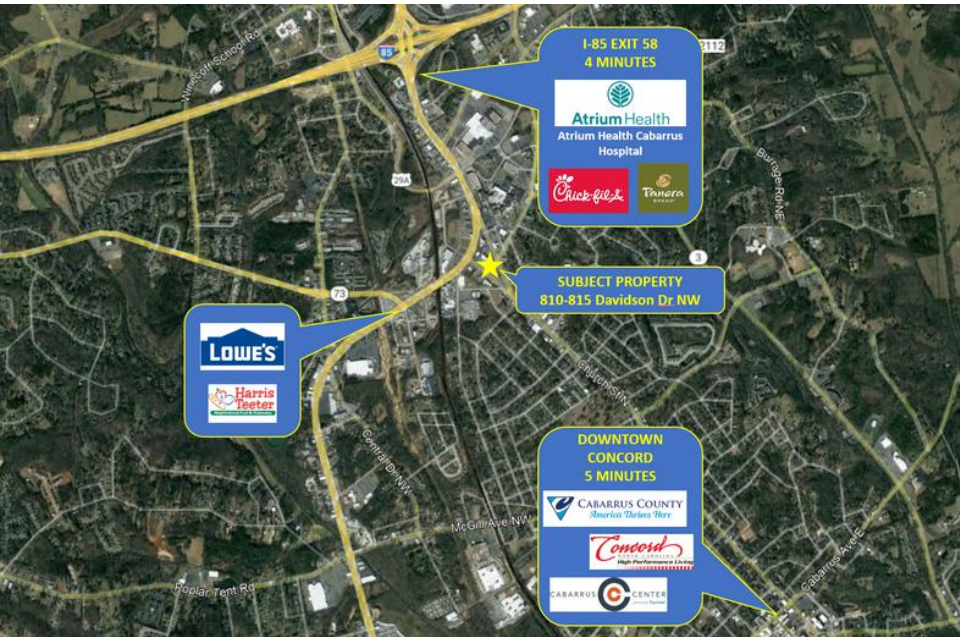 I-85 EXIT 58
4 MINUTES
Atrium Health
Atrium Health Cabarrus
Hospital
Chick-fil-A
Panera
BREAD
2112
85
Winecoff School Rd
29A
Burrage Rd NE
3
SUBJECT PROPERTY
810-815 Davidson Dr NW
73
LOWE'S
Harris
Teeter
Church St N
Central Dr NW
DOWNTOWN
CONCORD
5 MINUTES
CABARRUS COUNTY
America Thrives Here
Concord
NORTH CAROLINA
High Performance Living
CABARRUS CENTER
McGill Ave NW
Poplar Tent Rd
Cabarrus Ave E